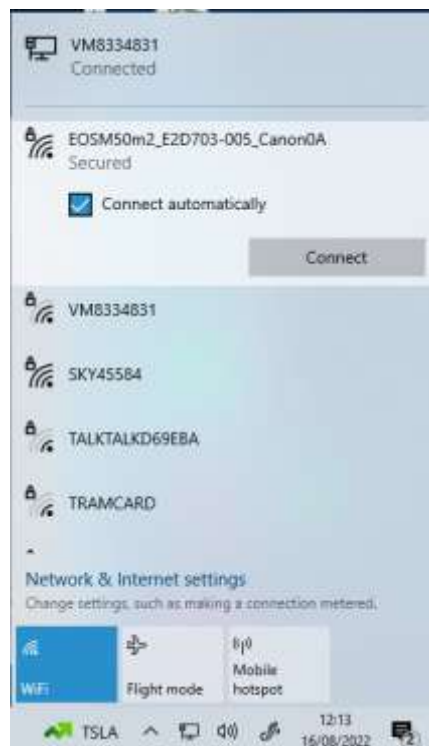 VM8334831
Connected
EOSM50m2_E2D703-005_Canon0A
Secured
Connect automatically
Connect
VM8334831
SKY45584
TALKTALKD69EBA
TRAMCARD
Network & Internet settings
Change settings, such as making a connection metered.
WiFi
Flight mode
Mobile
hotspot
TSLA
12:13
16/08/2022
2